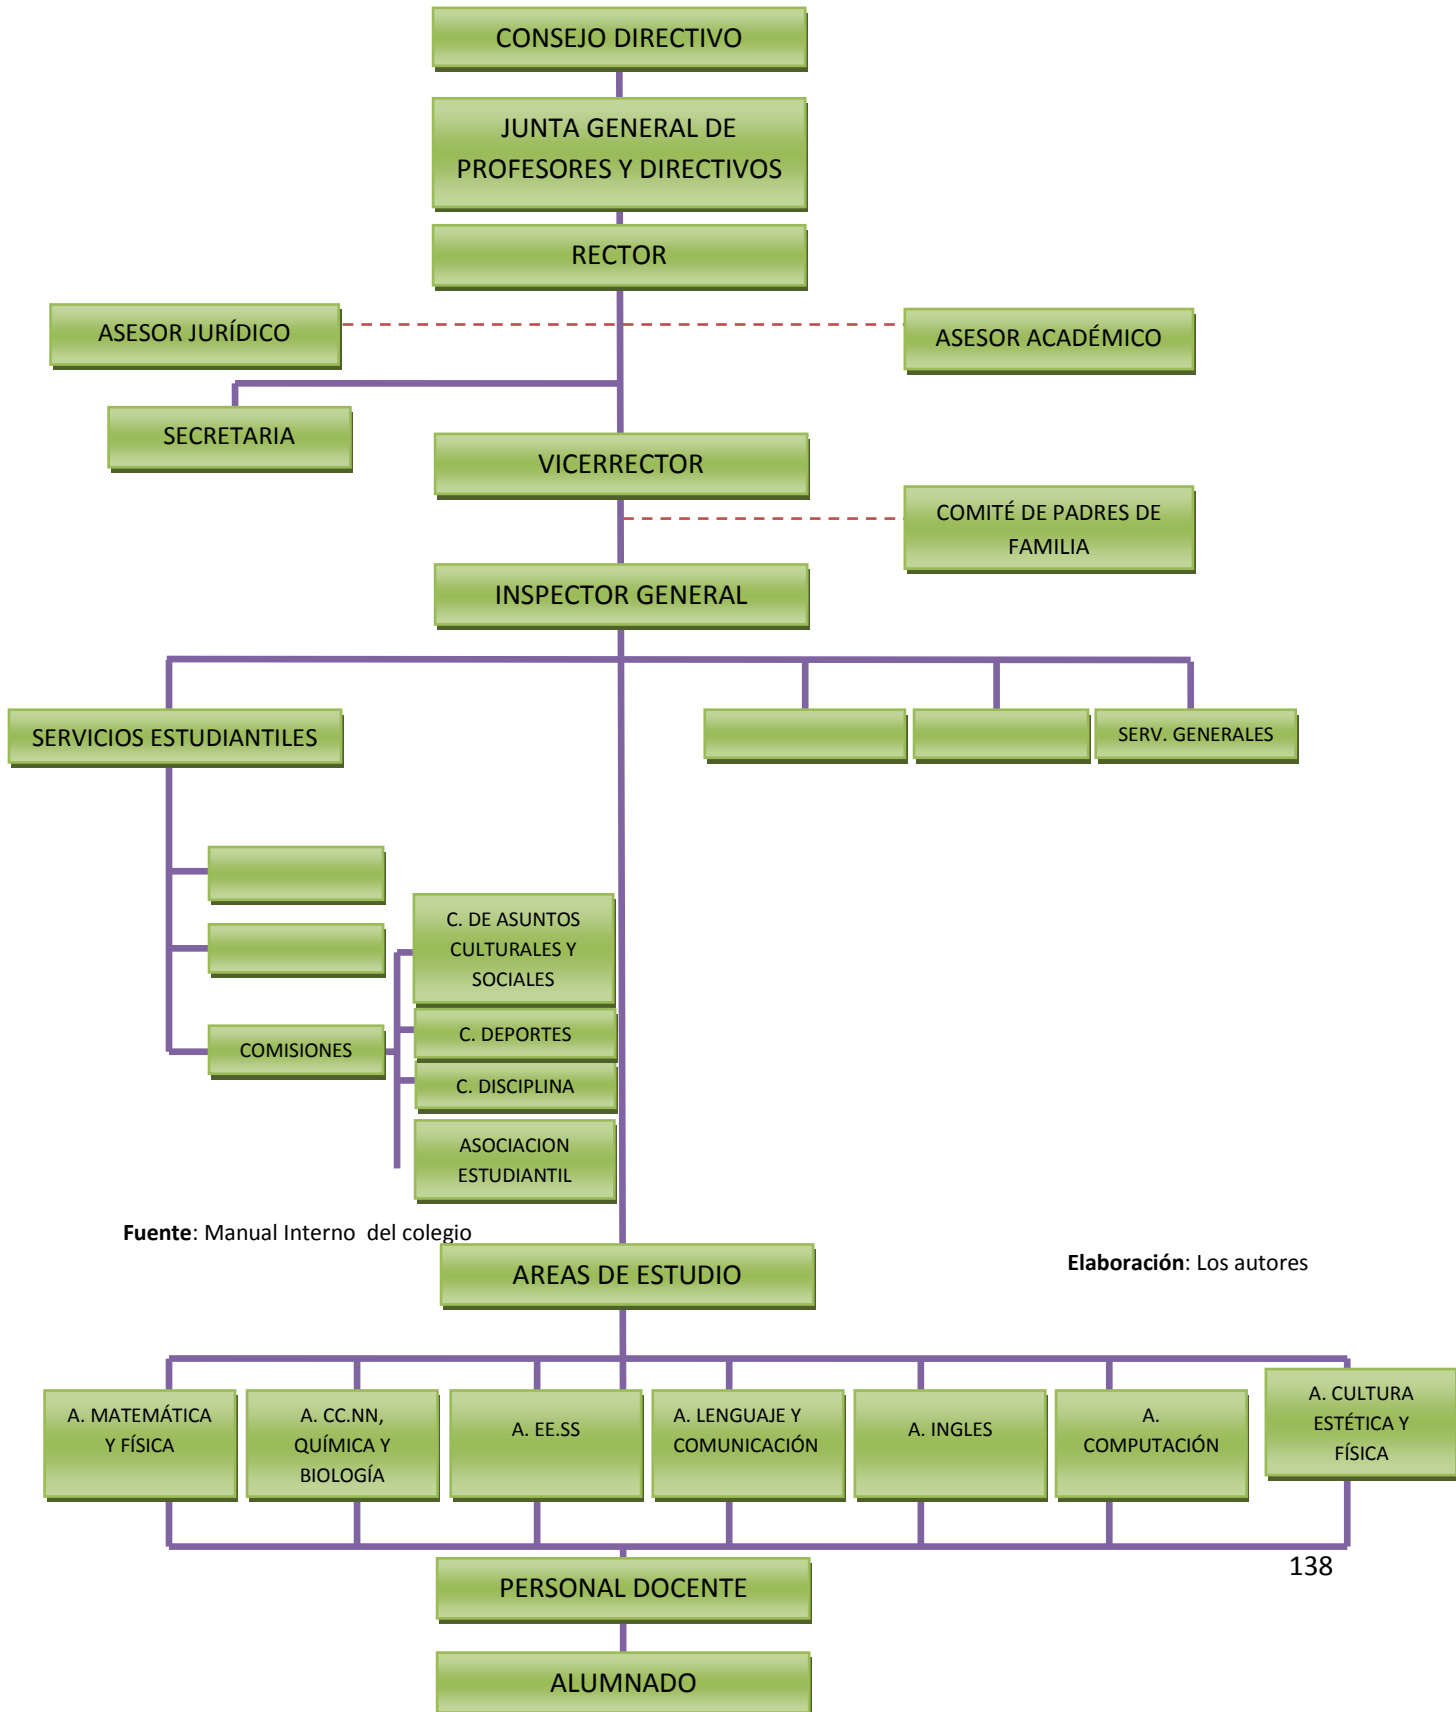 CONSEJO DIRECTIVO
JUNTA GENERAL DE
PROFESORES Y DIRECTIVOS
RECTOR
ASESOR JURÍDICO
ASESOR ACADÉMICO
SECRETARIA
VICERRECTOR
COMITÉ DE PADRES DE
FAMILIA
INSPECTOR GENERAL
SERVICIOS ESTUDIANTILES
SERV. GENERALES
C. DE ASUNTOS
CULTURALES Y
SOCIALES
C. DEPORTES
COMISIONES
C. DISCIPLINA
ASOCIACION
ESTUDIANTIL
Fuente: Manual Interno  del colegio
Elaboración: Los autores
AREAS DE ESTUDIO
A. MATEMÁTICA
Y FÍSICA
A. CC.NN,
QUÍMICA Y
BIOLOGÍA
A. EE.SS
A. LENGUAJE Y
COMUNICACIÓN
A. INGLES
A.
COMPUTACIÓN
A. CULTURA
ESTÉTICA Y
FÍSICA
138
PERSONAL DOCENTE
ALUMNADO